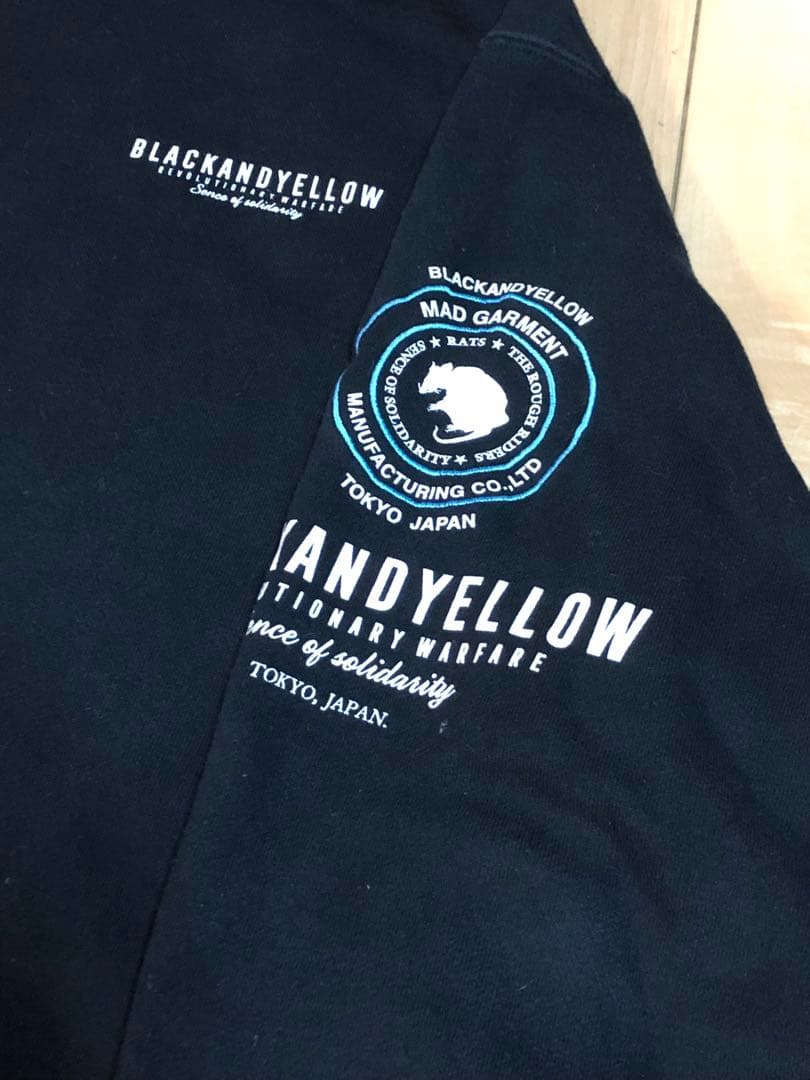 BLACKANDYELLOW
REVOLUTIONARY WARFARE
Sence of solidarity
BLACKANDYELLOW
MAD GARMENT
★ RATS ★ THE ROUGH RIDERS ★ SENCE OF SOLIDARITY
MANUFACTURING CO.,LTD
TOKYO JAPAN
KANDYELLOW
UTIONARY WARFARE
ence of solidarity
TOKYO, JAPAN.